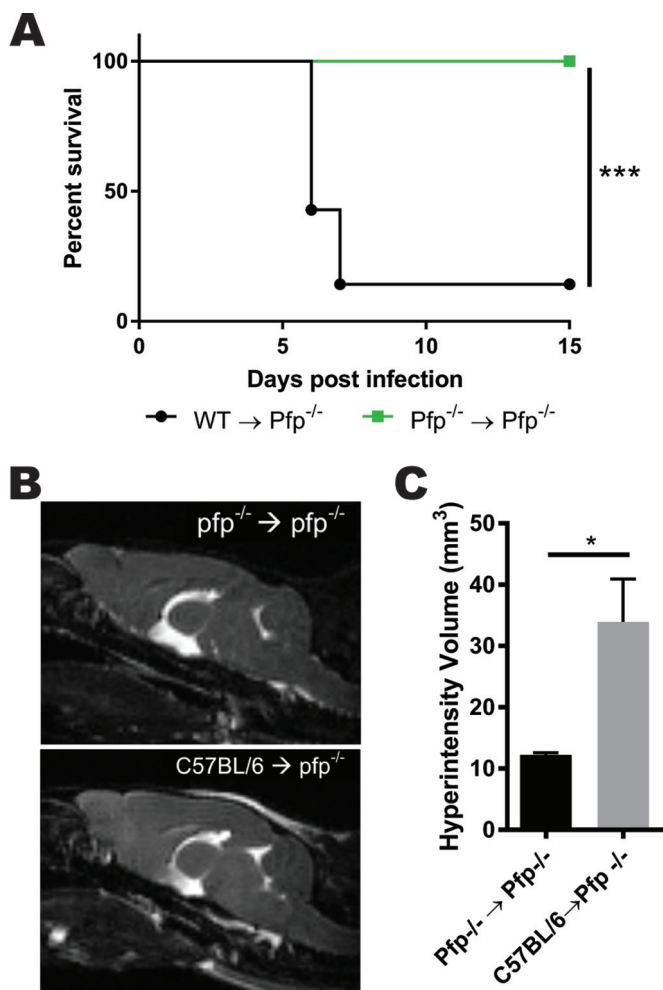 A
Percent survival
100
50
0
***
0 5 10 15
Days post infection
WT → Pfp-/- Pfp-/- → Pfp-/-
B
pfp-/- → pfp-/-
C57BL/6 → pfp-/-
C
Hyperintensity Volume (mm3)
50
40
30
20
10
0
*
Pfp-/- → Pfp-/-
C57BL/6→Pfp -/-